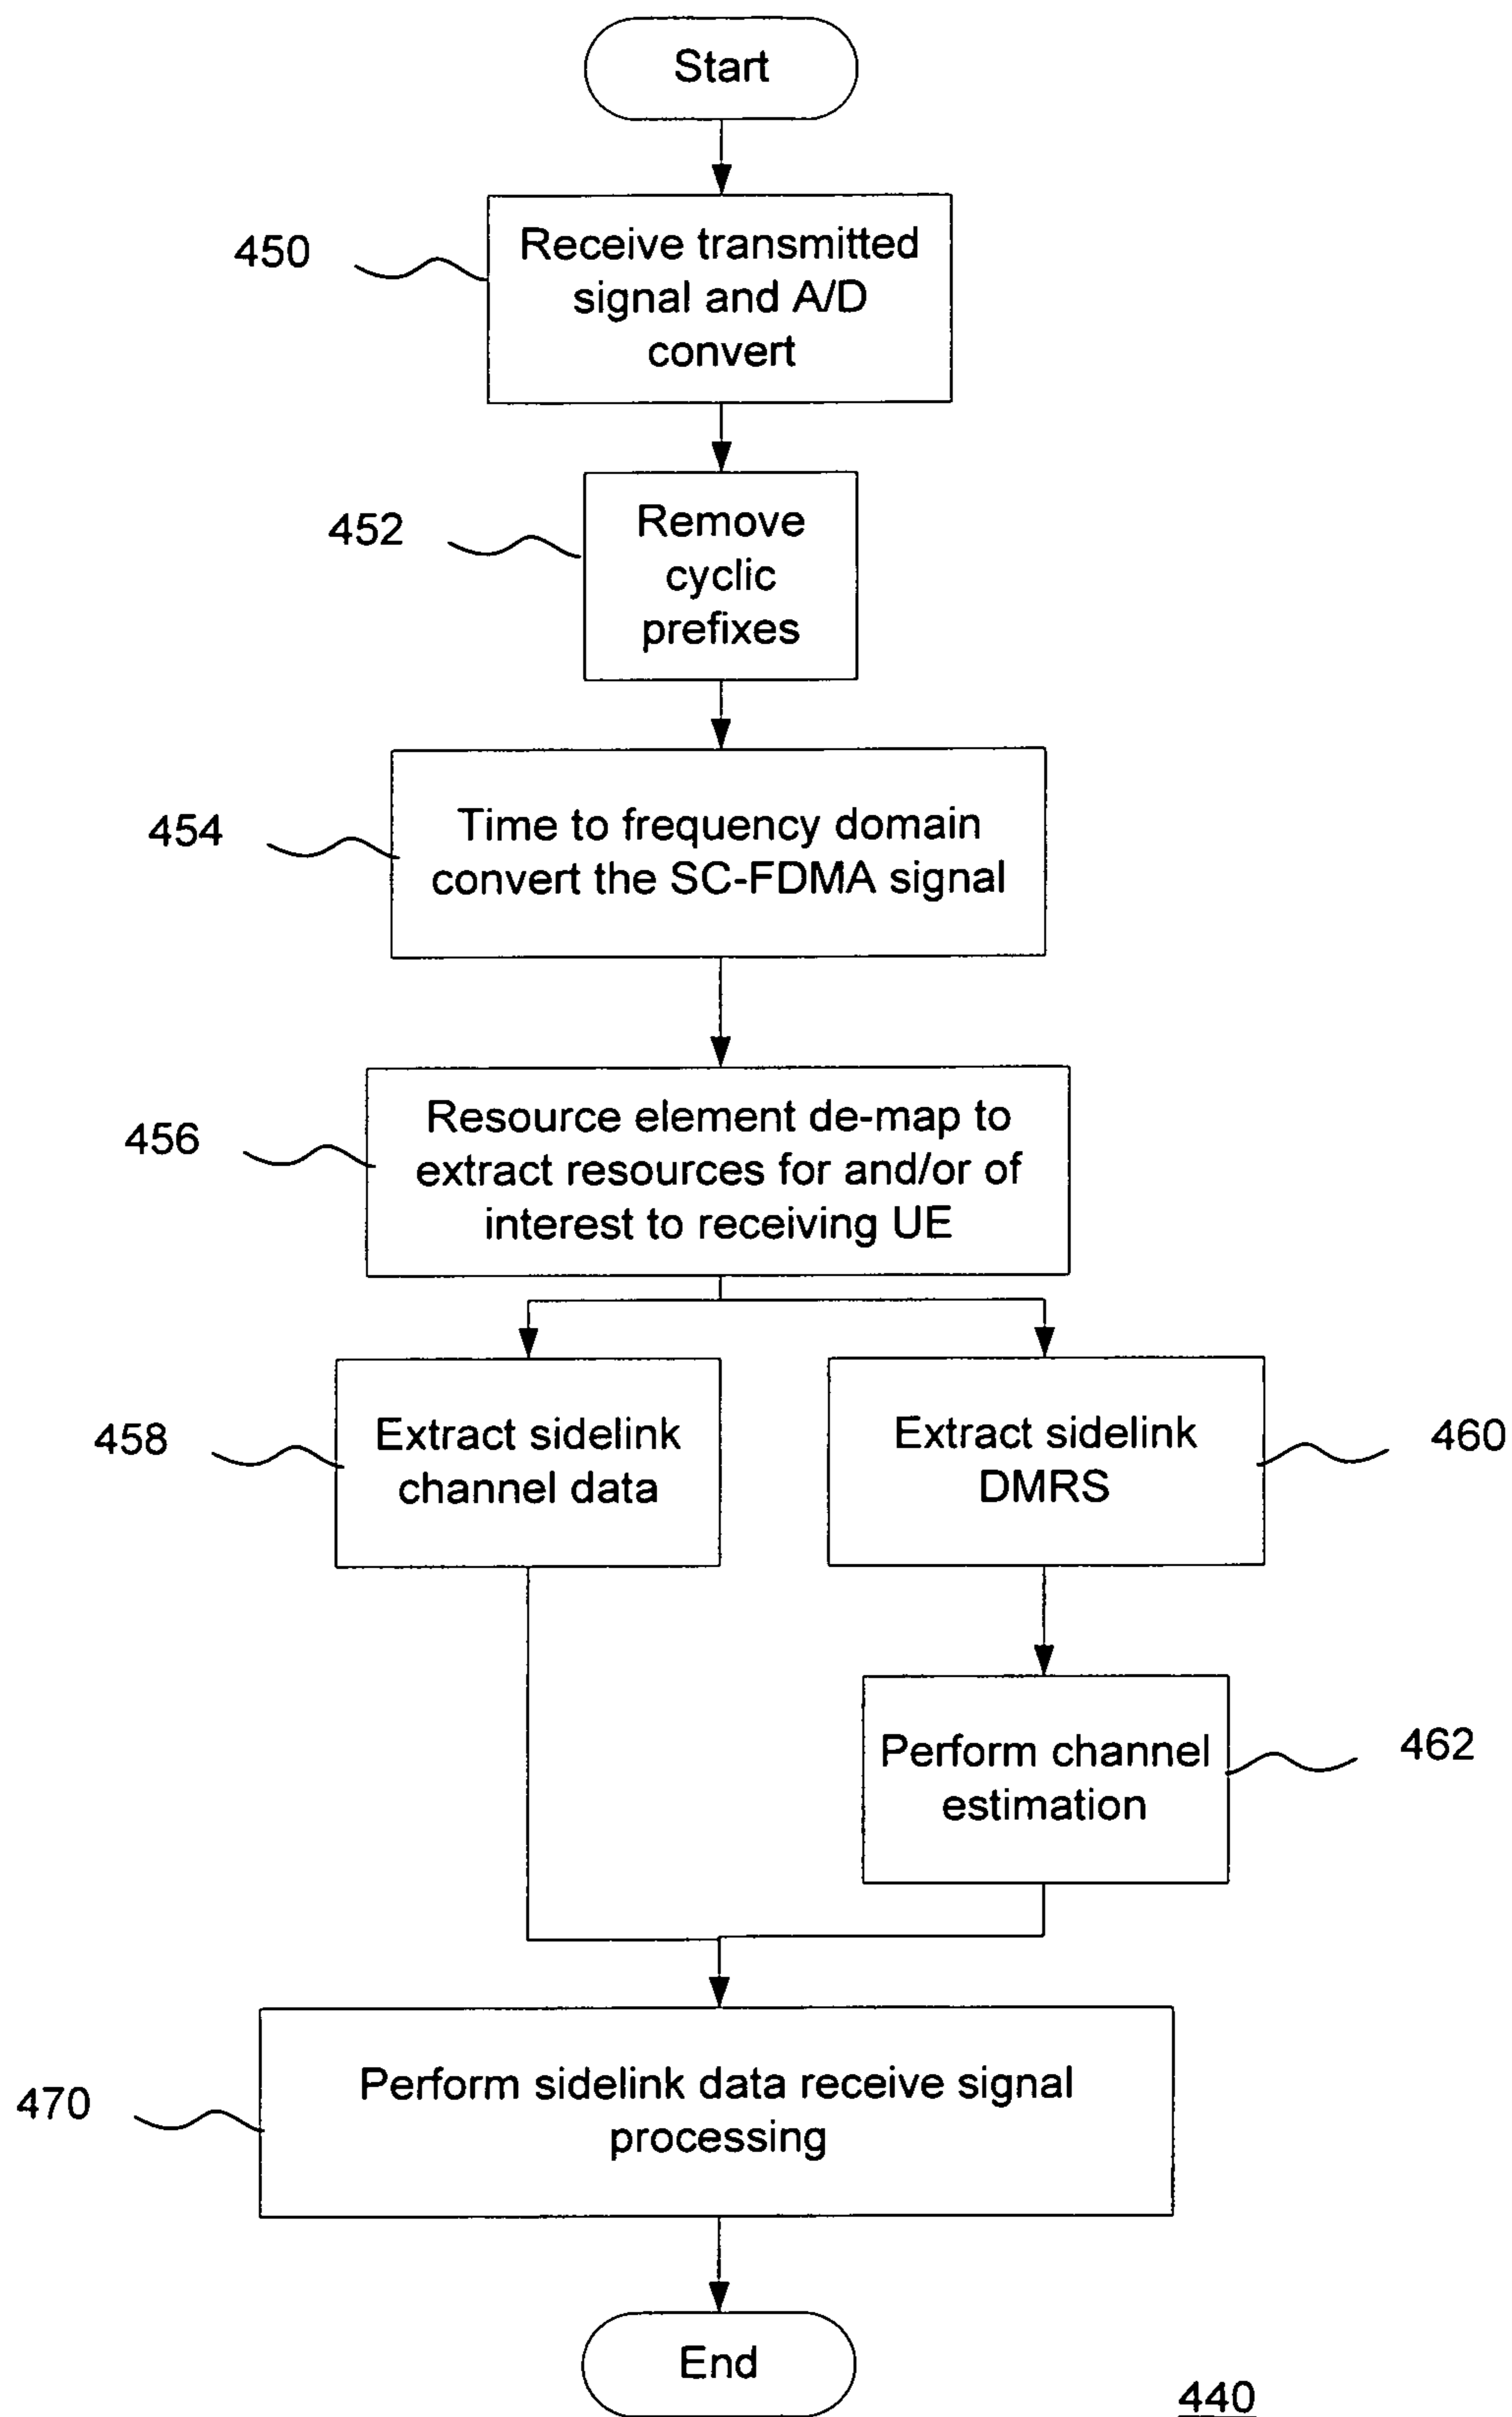 Start
450
Receive transmitted
signal and A/D
convert
452
Remove
cyclic
prefixes
454
Time to frequency domain
convert the SC-FDMA signal
456
Resource element de-map to
extract resources for and/or of
interest to receiving UE
458
Extract sidelink
channel data
Extract sidelink
DMRS
460
Perform channel
estimation
462
470
Perform sidelink data receive signal
processing
End
440